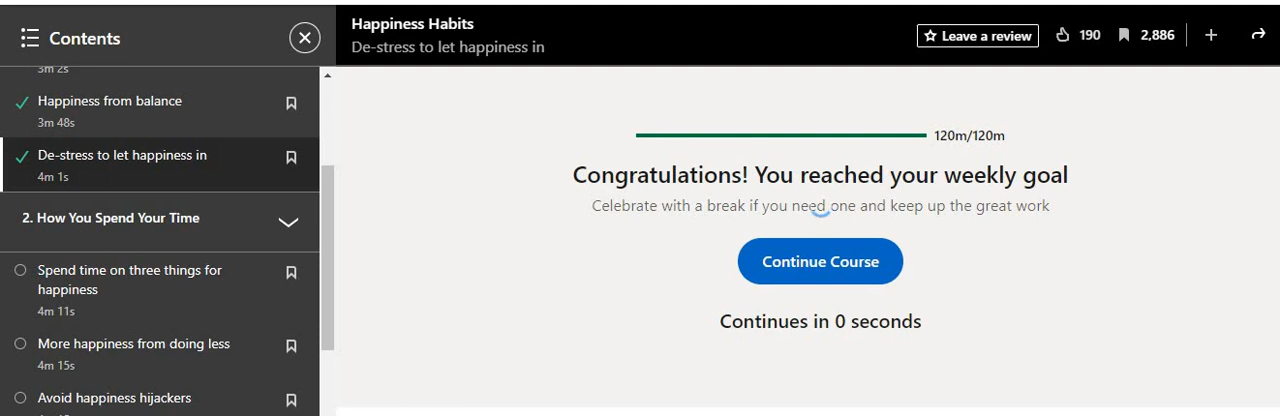 Contents
3m 2s
Happiness from balance
3m 48s
De-stress to let happiness in
4m 1s
2. How You Spend Your Time
Spend time on three things for
happiness
4m 11s
More happiness from doing less
4m 15s
Avoid happiness hijackers
Happiness Habits
De-stress to let happiness in
Leave a review
190
2,886
120m/120m
Congratulations! You reached your weekly goal
Celebrate with a break if you need one and keep up the great work
Continue Course
Continues in 0 seconds